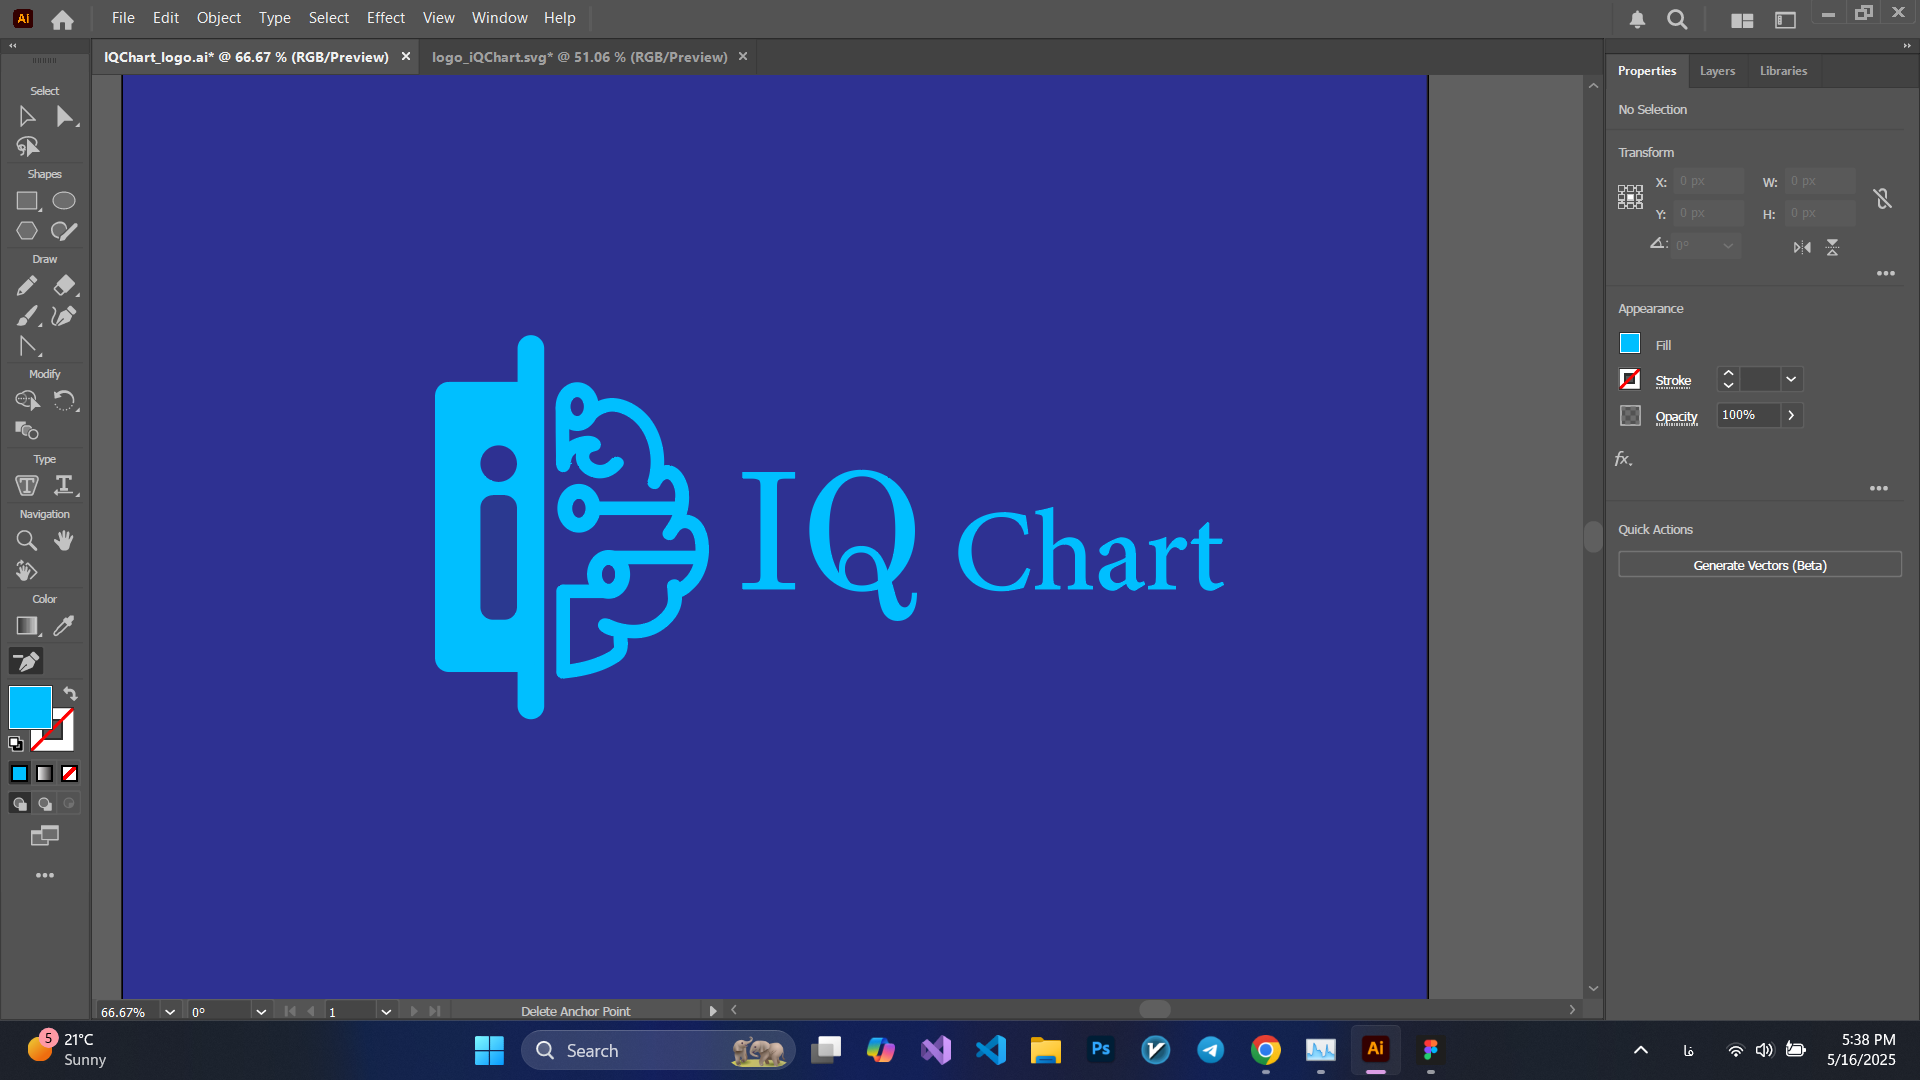 Ai File Edit Object Type Select Effect View Window Help
IQChart_logo.ai* @ 66.67 % (RGB/Preview) logo_iQChart.svg* @ 51.06 % (RGB/Preview)
Select
Shapes
Draw
Modify
Type
Navigation
Color
IQ Chart
Properties Layers Libraries
No Selection
Transform
X: 0 px W: 0 px
Y: 0 px H: 0 px
0°
Appearance
Fill
Stroke
Opacity 100%
fx.
Quick Actions
Generate Vectors (Beta)
66.67% 0° 1 Delete Anchor Point
5 21°C
Sunny
Search
Ps
Ai
فا
5:38 PM
5/16/2025